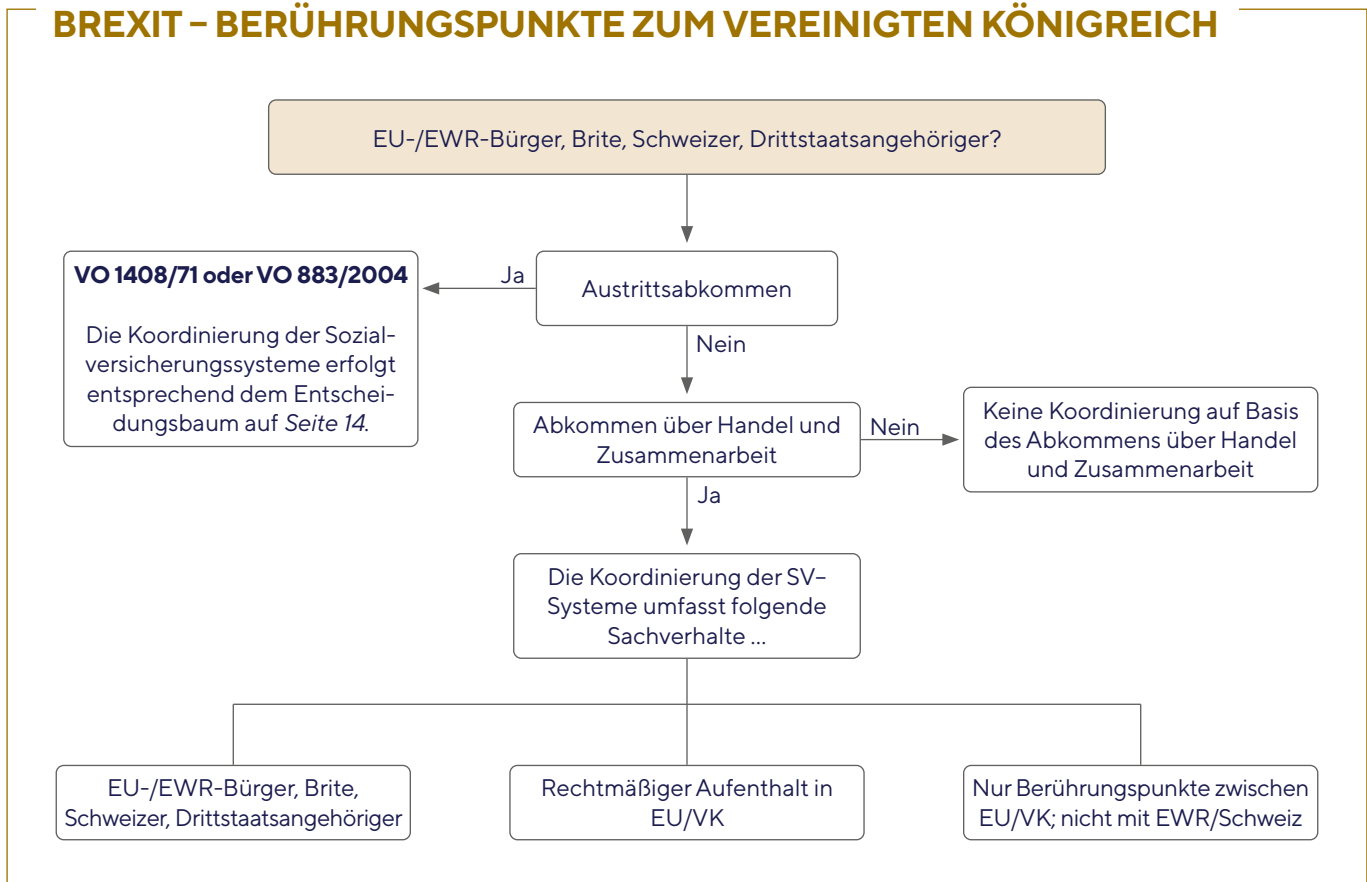 BREXIT – BERÜHRUNGSPUNKTE ZUM VEREINIGTEN KÖNIGREICH
EU-/EWR-Bürger, Brite, Schweizer, Drittstaatsangehöriger?
VO 1408/71 oder VO 883/2004
Die Koordinierung der Sozial-
versicherungssysteme erfolgt
entsprechend dem Entschei-
dungsbaum auf Seite 14.
Ja
Austrittsabkommen
Nein
Abkommen über Handel und
Zusammenarbeit
Nein
Keine Koordinierung auf Basis
des Abkommens über Handel
und Zusammenarbeit
Ja
Die Koordinierung der SV–
Systeme umfasst folgende
Sachverhalte ...
EU-/EWR-Bürger, Brite,
Schweizer, Drittstaatsangehöriger
Rechtmäßiger Aufenthalt in
EU/VK
Nur Berührungspunkte zwischen
EU/VK; nicht mit EWR/Schweiz